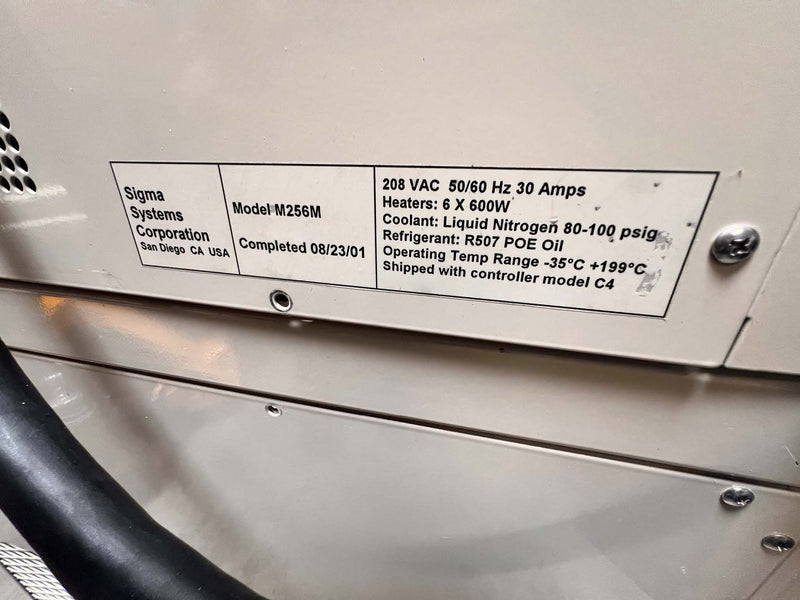 Sigma
Systems
Corporation
San Diego CA USA
Model M256M
Completed 08/23/01
208 VAC 50/60 Hz 30 Amps
Heaters: 6 X 600W
Coolant: Liquid Nitrogen 80-100 psig
Refrigerant: R507 POE Oil
Operating Temp Range -35°C +199°C
Shipped with controller model C4